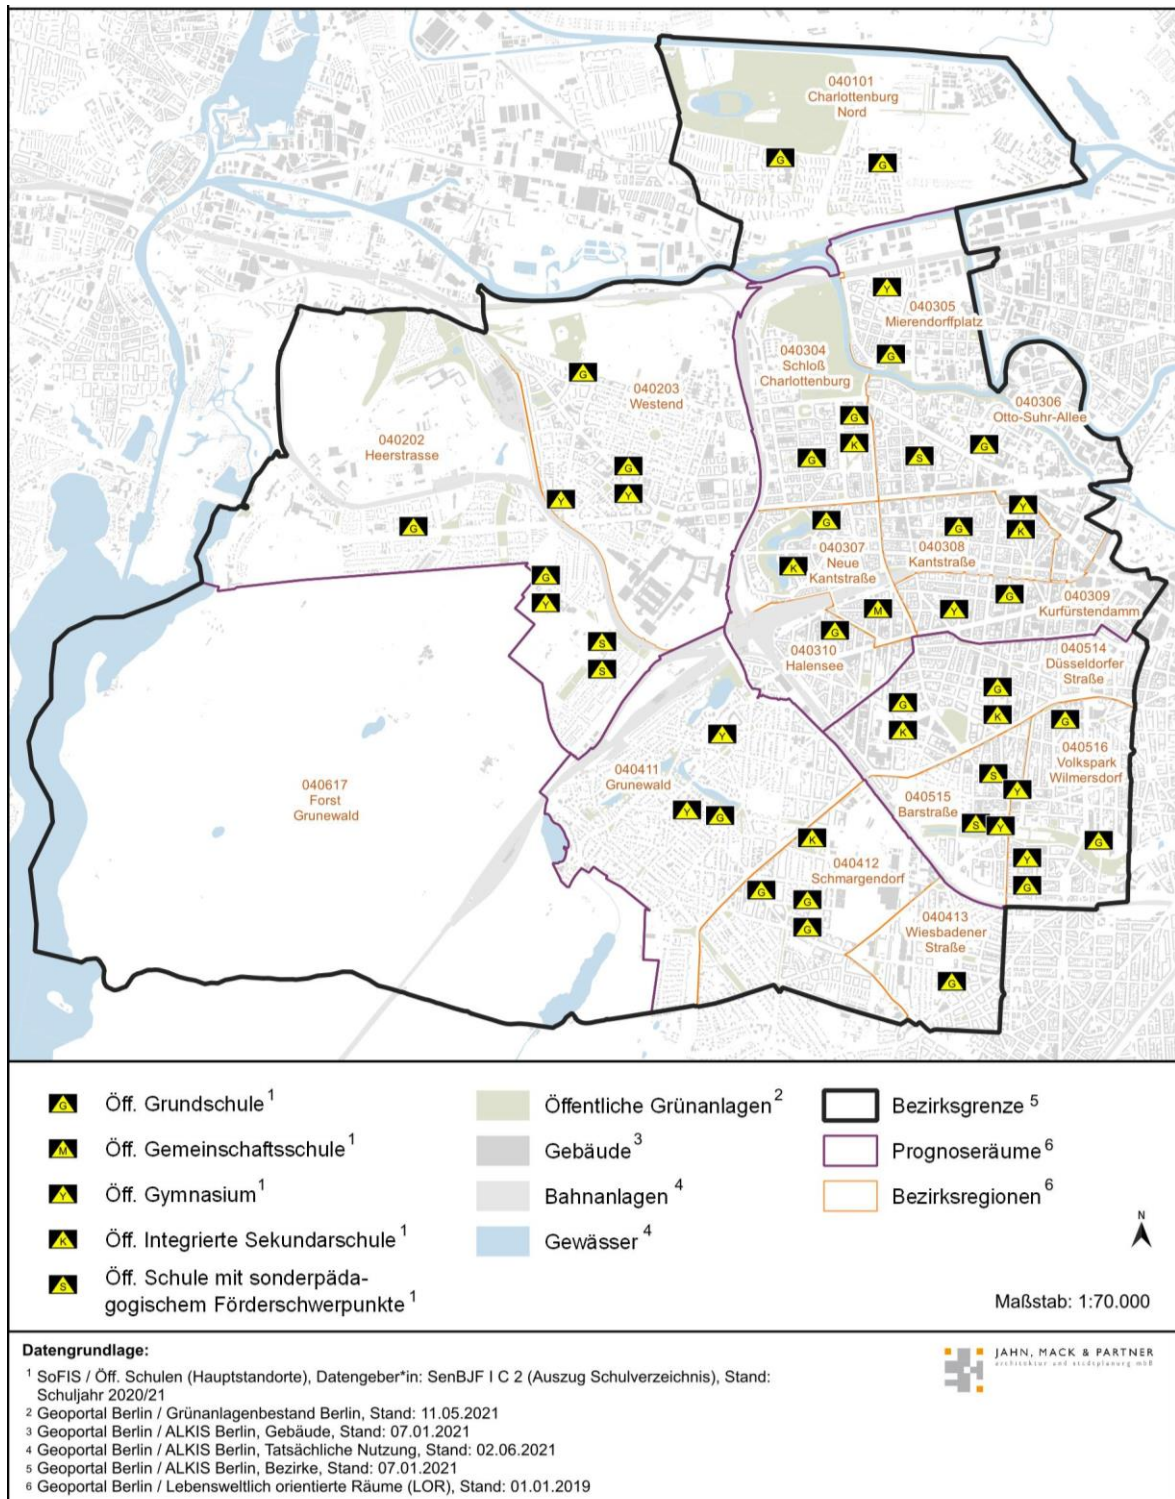 040101
Charlottenburg
Nord
G
G
Y
040305
Mierendorffplatz
G
040304
Schloß
Charlottenburg
G
040203
Westend
040306
Otto-Suhr-Allee
G
K
G
S
G
040202
Heerstrasse
G
Y
Y
G
G
K
040307
Neue
Kantstraße
G
040308
Kantstraße
Y
K
G
Y
M
Y
G
040309
Kurfürstendamm
G
040310
Halensee
S
S
040514
Düsseldorfer
Straße
G
K
G
K
G
Y
040516
Volkspark
Wilmersdorf
040617
Forst
Grunewald
040411
Grunewald
S
Y
040515
Barstraße
Y
G
S
Y
K
G
Y
G
040412
Schmargendorf
G
G
G
040413
Wiesbadener
Straße
G
G Öff. Grundschule 1
M Öff. Gemeinschaftsschule 1
Y Öff. Gymnasium 1
K Öff. Integrierte Sekundarschule 1
S Öff. Schule mit sonderpäda-
gogischem Förderschwerpunkte 1
Öffentliche Grünanlagen 2
Gebäude 3
Bahnanlagen 4
Gewässer 4
Bezirksgrenze 5
Prognoseräume 6
Bezirksregionen 6
N
Maßstab: 1:70.000
Datengrundlage:
1 SoFIS / Öff. Schulen (Hauptstandorte), Datengeber*in: SenBJF I C 2 (Auszug Schulverzeichnis), Stand:
Schuljahr 2020/21
2 Geoportal Berlin / Grünanlagenbestand Berlin, Stand: 11.05.2021
3 Geoportal Berlin / ALKIS Berlin, Gebäude, Stand: 07.01.2021
4 Geoportal Berlin / ALKIS Berlin, Tatsächliche Nutzung, Stand: 02.06.2021
5 Geoportal Berlin / ALKIS Berlin, Bezirke, Stand: 07.01.2021
6 Geoportal Berlin / Lebensweltlich orientierte Räume (LOR), Stand: 01.01.2019
JAHN, MACK & PARTNER
architektur und stadtplanung mbB